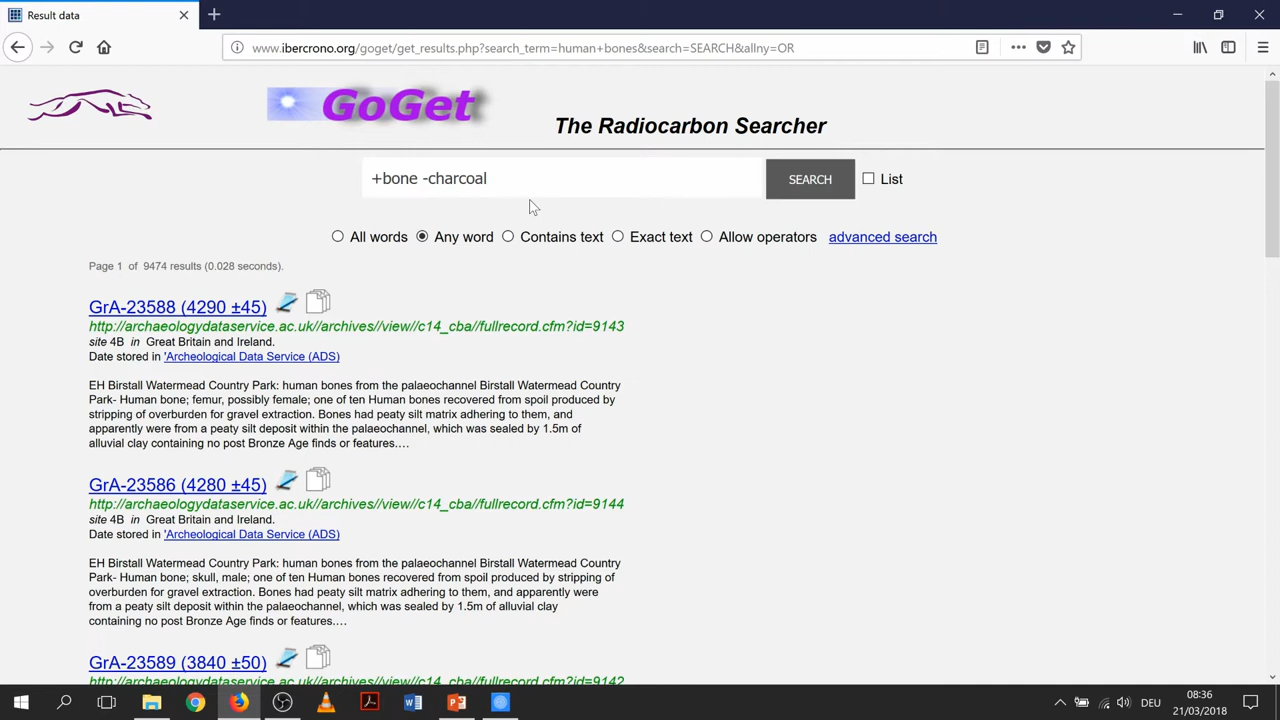 Result data
www.ibercrono.org/goget/get_results.php?search_term=human+bones&search=SEARCH&allny=OR
GoGet
The Radiocarbon Searcher
+bone -charcoal
SEARCH
List
All words
Any word
Contains text
Exact text
Allow operators
advanced search
Page 1 of 9474 results (0.028 seconds).
GrA-23588 (4290 ±45)
http://archaeologydataservice.ac.uk//archives//view//c14_cba//fullrecord.cfm?id=9143
site 4B in Great Britain and Ireland.
Date stored in 'Archeological Data Service (ADS)
EH Birstall Watermead Country Park: human bones from the palaeochannel Birstall Watermead Country
Park- Human bone; femur, possibly female; one of ten Human bones recovered from spoil produced by
stripping of overburden for gravel extraction. Bones had peaty silt matrix adhering to them, and
apparently were from a peaty silt deposit within the palaeochannel, which was sealed by 1.5m of
alluvial clay containing no post Bronze Age finds or features....
GrA-23586 (4280 ±45)
http://archaeologydataservice.ac.uk//archives//view//c14_cba//fullrecord.cfm?id=9144
site 4B in Great Britain and Ireland.
Date stored in 'Archeological Data Service (ADS)
EH Birstall Watermead Country Park: human bones from the palaeochannel Birstall Watermead Country
Park- Human bone; skull, male; one of ten Human bones recovered from spoil produced by stripping of
overburden for gravel extraction. Bones had peaty silt matrix adhering to them, and apparently were
from a peaty silt deposit within the palaeochannel, which was sealed by 1.5m of alluvial clay
containing no post Bronze Age finds or features....
GrA-23589 (3840 ±50)
http://archaeologydataservice.ac.uk//archives//view//c14_cba//fullrecord.cfm?id=9142
DEU
08:36
21/03/2018